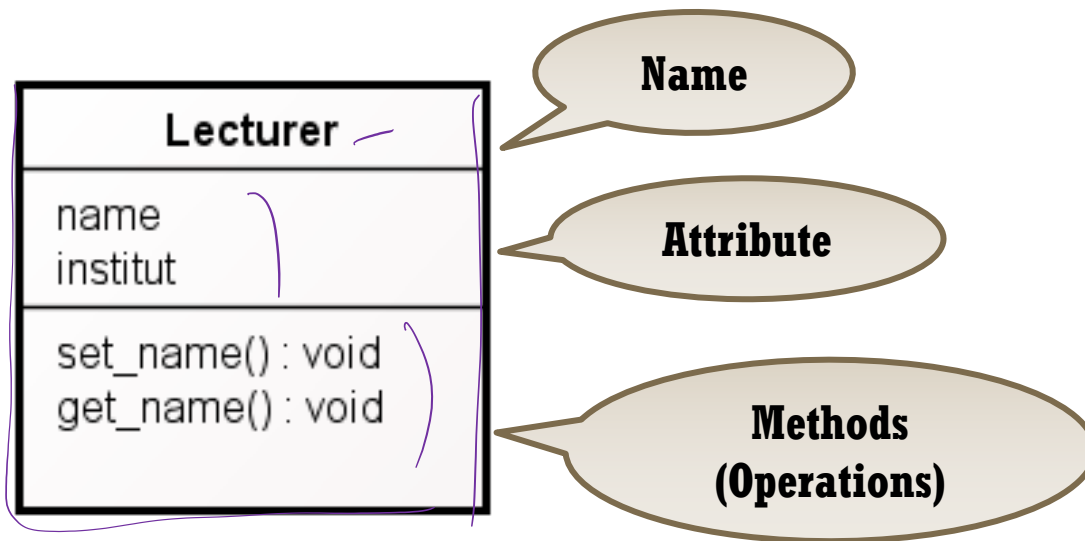 Lecturer
name
institut
set_name() : void
get_name() : void
Name
Attribute
Methods
(Operations)